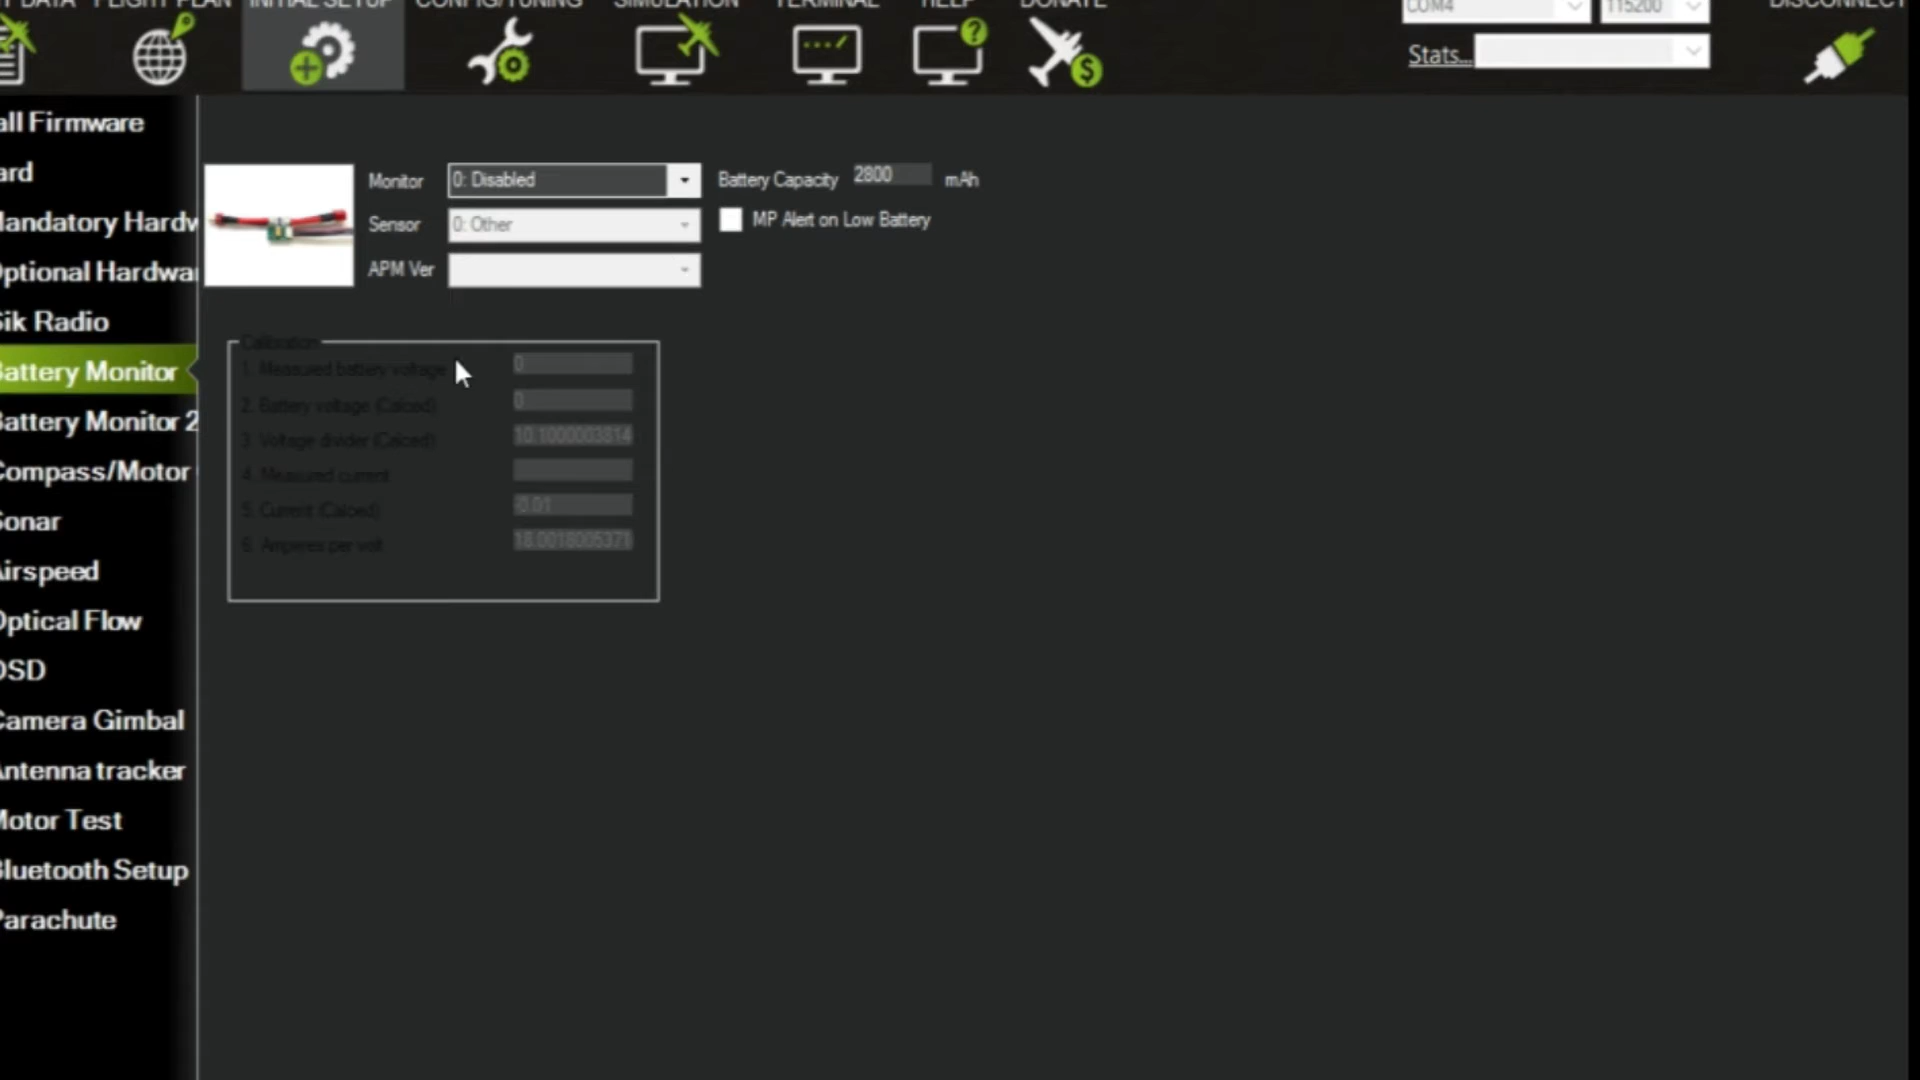 INITIAL SETUP
CONFIG/TUNING
SIMULATION
TERMINAL
HELP
DONATE
COM4
115200
DISCONNECT
Stats...
all Firmware
ard
Mandatory Hardw
Optional Hardwar
Sik Radio
Battery Monitor
Battery Monitor 2
Compass/Motor
Sonar
Airspeed
Optical Flow
OSD
Camera Gimbal
Antenna tracker
Motor Test
Bluetooth Setup
Parachute
Monitor 0: Disabled Battery Capacity 2800 mAh
Sensor 0: Other MP Alert on Low Battery
APM Ver
Calibration
1. Measured battery voltage 0
2. Battery voltage (Calced) 0
3. Voltage divider (Calced) 10.1000003814
4. Measured current
5. Current (Calced) -0.01
6. Amperes per volt 18.0018005371